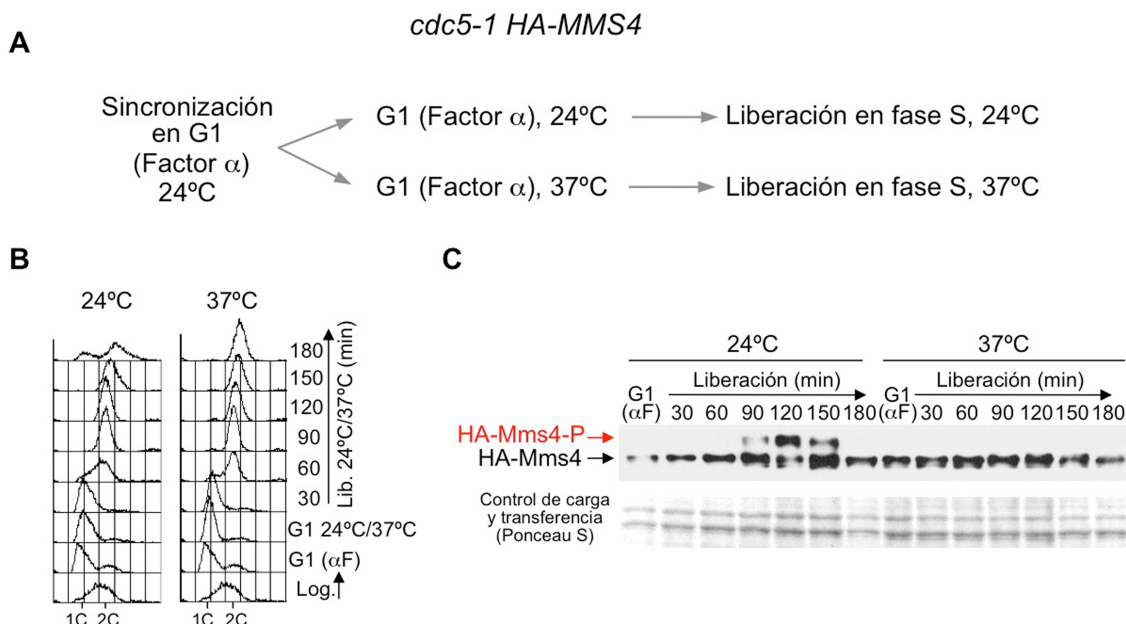 cdc5-1 HA-MMS4
A
Sincronización
en G1
(Factor α)
24ºC
G1 (Factor α), 24ºC
Liberación en fase S, 24ºC
G1 (Factor α), 37ºC
Liberación en fase S, 37ºC
B
24ºC
37ºC
180
150
120
90
60
30
Lib. 24ºC/37ºC (min)
G1 24ºC/37ºC
G1 (αF)
Log.
1C 2C
1C 2C
C
24ºC
37ºC
G1
(αF)
Liberación (min)
30 60 90 120 150 180
G1
(αF)
Liberación (min)
30 60 90 120 150 180
HA-Mms4-P
HA-Mms4
Control de carga
y transferencia
(Ponceau S)